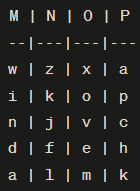 M | N | O | P
--|---|---|---
w | z | x | a
i | k | o | p
n | j | v | c
d | f | e | h
a | l | m | k